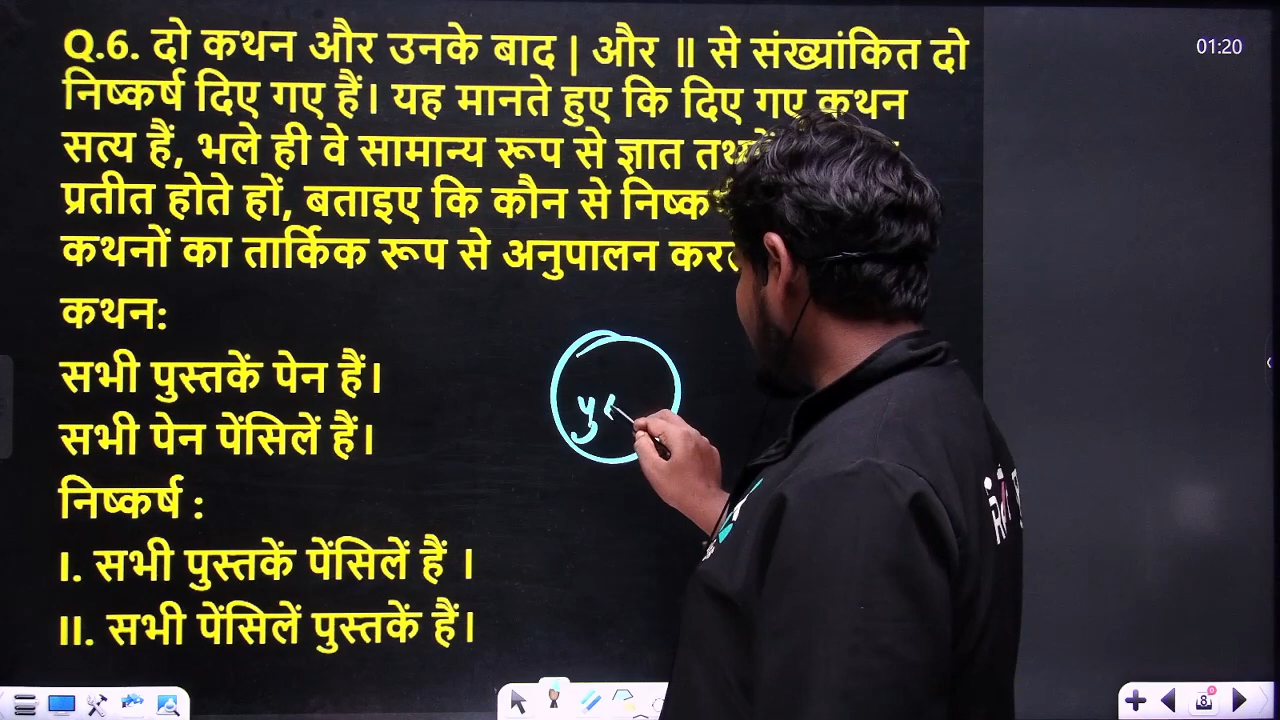 Q.6. दो कथन और उनके बाद | और || से संख्यांकित दो
निष्कर्ष दिए गए हैं। यह मानते हुए कि दिए गए कथन
सत्य हैं, भले ही वे सामान्य रूप से ज्ञात
प्रतीत होते हों, बताइए कि कौन से
कथनों का तार्किक रूप से अनुपालन
कथन:
सभी पुस्तकें पेन हैं।
सभी पेन पेंसिलें हैं।
निष्कर्ष :
I. सभी पुस्तकें पेंसिलें हैं ।
II. सभी पेंसिलें पुस्तकें हैं।
01:20
8